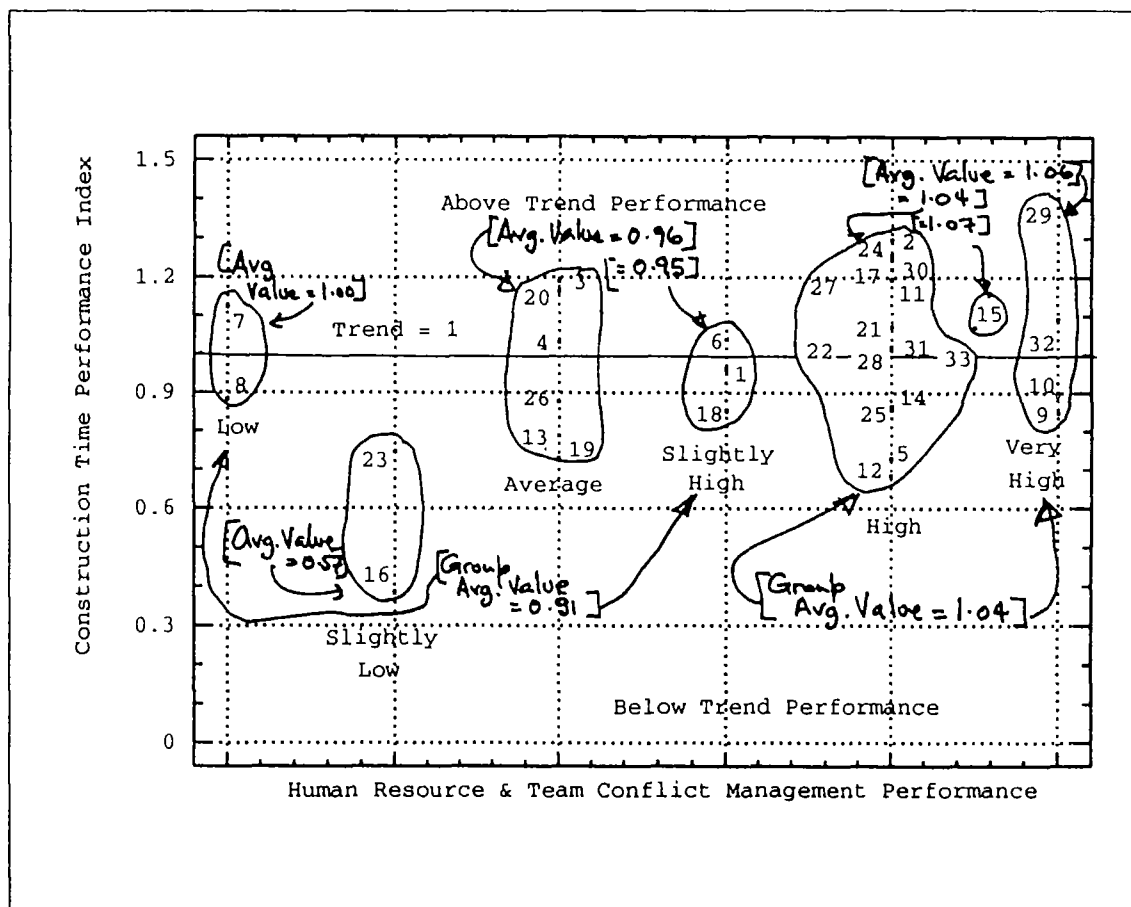 Construction Time Performance Index
1.5
1.2
0.9
0.6
0.3
0
[Avg. Value = 1.06]
= 1.04]
[=1.07]
Above Trend Performance
[Avg. Value = 0.96]
[= 0.95]
[Avg
Value = 1.00]
Trend = 1
29
24 2
17 30
27 11
20 3
15
7
21
4
6
32
22 28 31 33
8
1
10
26
14
18
25
9
13 19
5
12
23
16
Low
Average
Slightly
High
High
Very
High
[Avg. Value
= 0.57]
[Group
Avg. Value
= 0.91]
[Group
Avg. Value = 1.04]
Slightly
Low
Below Trend Performance
Human Resource & Team Conflict Management Performance